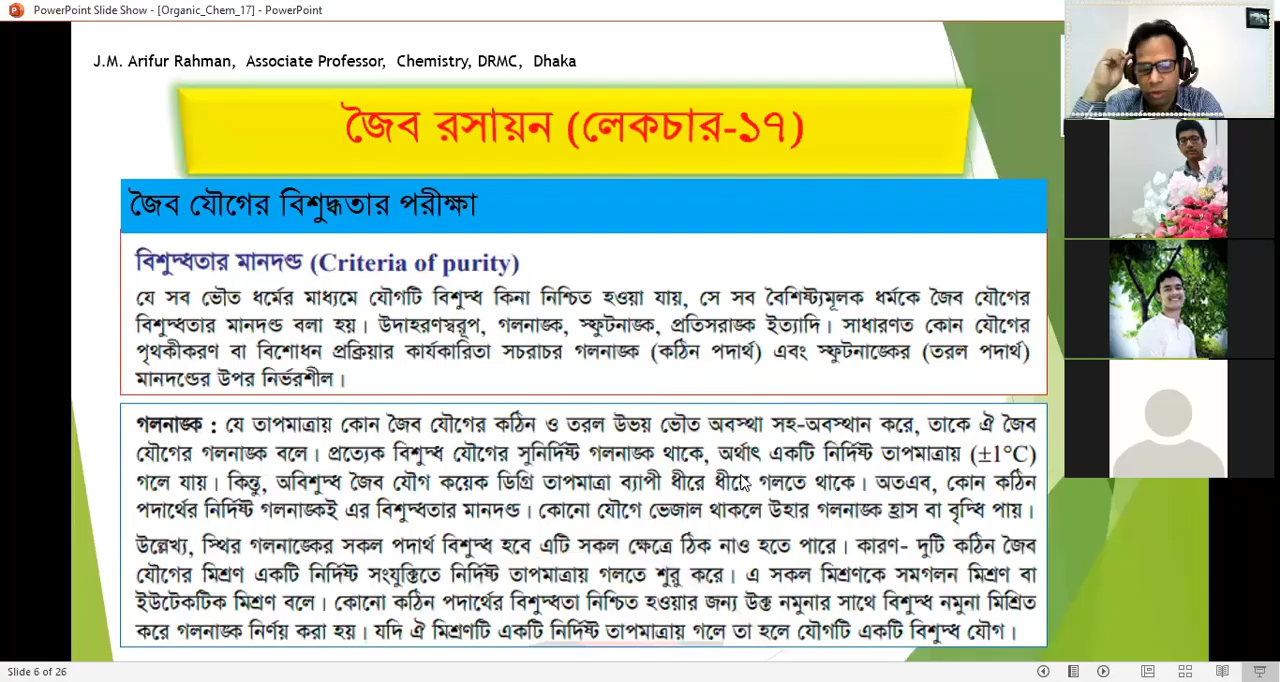 PowerPoint Slide Show - [Organic_Chem_17] - PowerPoint
J.M. Arifur Rahman, Associate Professor, Chemistry, DRMC, Dhaka
জৈব রসায়ন (লেকচার-১৭)
জৈব যৌগের বিশুদ্ধতার পরীক্ষা
বিশুদ্ধতার মানদণ্ড (Criteria of purity)
যে সব ভৌত ধর্মের মাধ্যমে যৌগটি বিশুদ্ধ কিনা নিশ্চিত হওয়া যায়, সে সব বৈশিষ্ট্যমূলক ধর্মকে জৈব যৌগের
বিশুদ্ধতার মানদণ্ড বলা হয়। উদাহরণস্বরূপ, গলনাঙ্ক, স্ফুটনাঙ্ক, প্রতিসরাঙ্ক ইত্যাদি। সাধারণত কোন যৌগের
পৃথকীকরণ বা বিশোধন প্রক্রিয়ার কার্যকারিতা সচরাচর গলনাঙ্ক (কঠিন পদার্থ) এবং স্ফুটনাঙ্কের (তরল পদার্থ)
মানদণ্ডের উপর নির্ভরশীল।
গলনাঙ্ক : যে তাপমাত্রায় কোন জৈব যৌগের কঠিন ও তরল উভয় ভৌত অবস্থা সহ-অবস্থান করে, তাকে ঐ জৈব
যৌগের গলনাঙ্ক বলে। প্রত্যেক বিশুদ্ধ যৌগের সুনির্দিষ্ট গলনাঙ্ক থাকে, অর্থাৎ একটি নির্দিষ্ট তাপমাত্রায় (±1°C)
গলে যায়। কিন্তু, অবিশুদ্ধ জৈব যৌগ কয়েক ডিগ্রি তাপমাত্রা ব্যাপী ধীরে ধীরে গলতে থাকে। অতএব, কোন কঠিন
পদার্থের নির্দিষ্ট গলনাঙ্কই এর বিশুদ্ধতার মানদণ্ড। কোনো যৌগে ভেজাল থাকলে উহার গলনাঙ্ক হ্রাস বা বৃদ্ধি পায়।
উল্লেখ্য, স্থির গলনাঙ্কের সকল পদার্থ বিশুদ্ধ হবে এটি সকল ক্ষেত্রে ঠিক নাও হতে পারে। কারণ- দুটি কঠিন জৈব
যৌগের মিশ্রণ একটি নির্দিষ্ট সংযুক্তিতে নির্দিষ্ট তাপমাত্রায় গলতে শুরু করে। এ সকল মিশ্রণকে সমগলন মিশ্রণ বা
ইউটেকটিক মিশ্রণ বলে। কোনো কঠিন পদার্থের বিশুদ্ধতা নিশ্চিত হওয়ার জন্য উক্ত নমুনার সাথে বিশুদ্ধ নমুনা মিশ্রিত
করে গলনাঙ্ক নির্ণয় করা হয়। যদি ঐ মিশ্রণটি একটি নির্দিষ্ট তাপমাত্রায় গলে তা হলে যৌগটি একটি বিশুদ্ধ যৌগ।
Slide 6 of 26